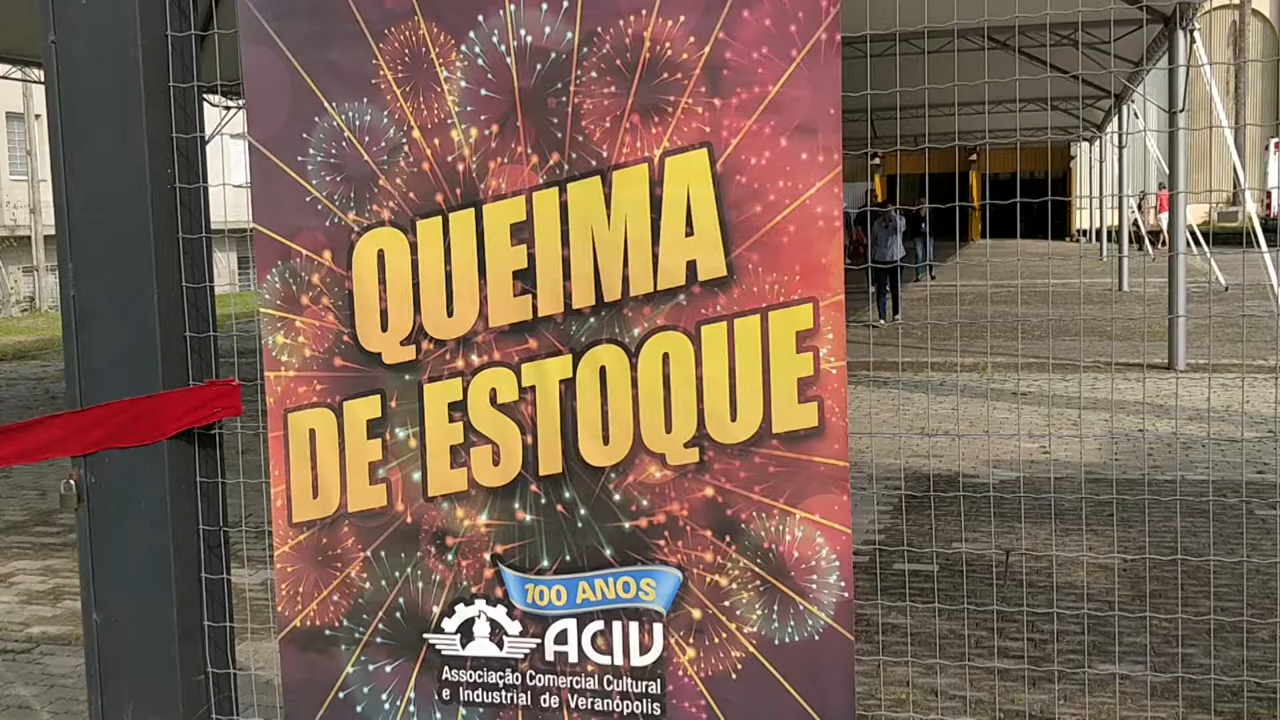 QUEIMA
DE ESTOQUE
100 ANOS
ACIV
Associação Comercial Cultural
e Industrial de Veranópolis